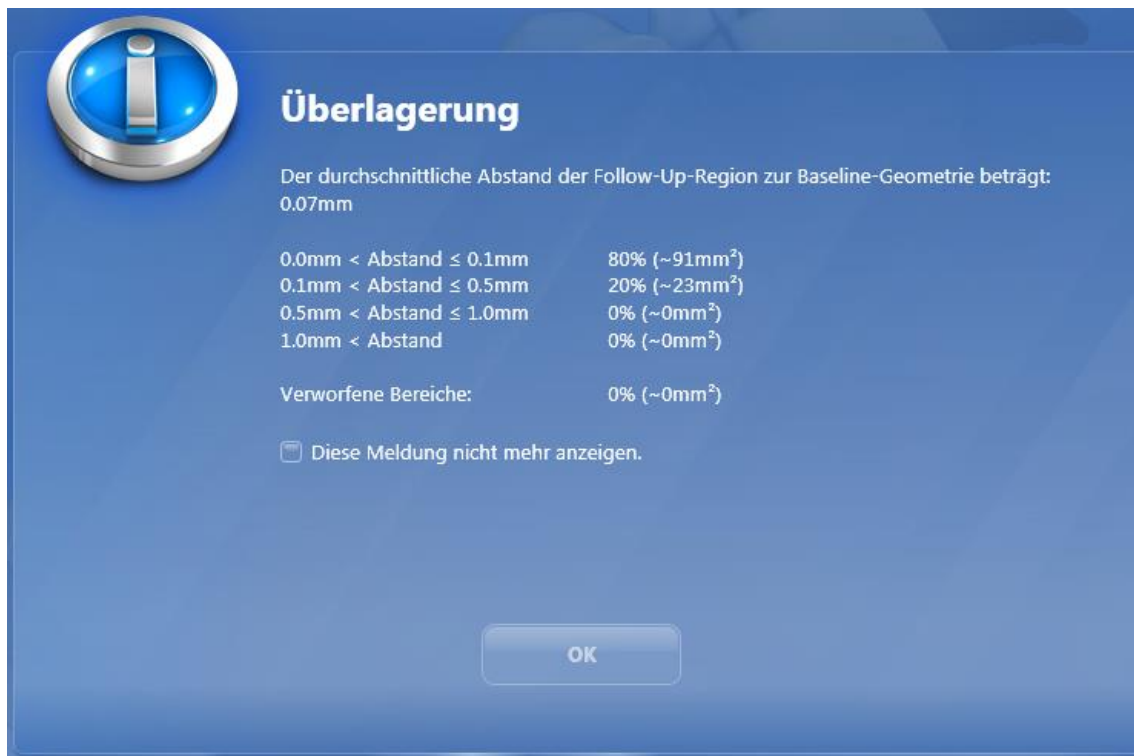 Überlagerung
Der durchschnittliche Abstand der Follow-Up-Region zur Baseline-Geometrie beträgt:
0.07mm
0.0mm < Abstand ≤ 0.1mm 80% (~91mm²)
0.1mm < Abstand ≤ 0.5mm 20% (~23mm²)
0.5mm < Abstand ≤ 1.0mm 0% (~0mm²)
1.0mm < Abstand 0% (~0mm²)
Verworfene Bereiche: 0% (~0mm²)
Diese Meldung nicht mehr anzeigen.
OK